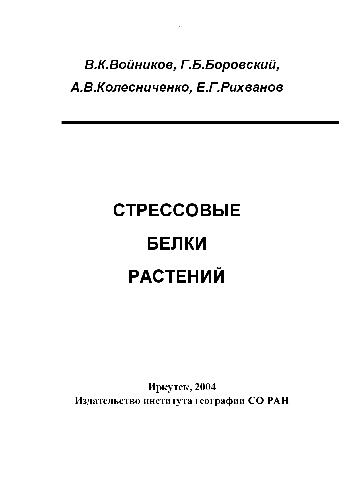 В.К.Войников, Г.Б.Боровский,
А.В.Колесниченко, Е.Г.Рихванов
СТРЕССОВЫЕ
БЕЛКИ
РАСТЕНИЙ
Иркутск, 2004
Издательство института географии СО РАН